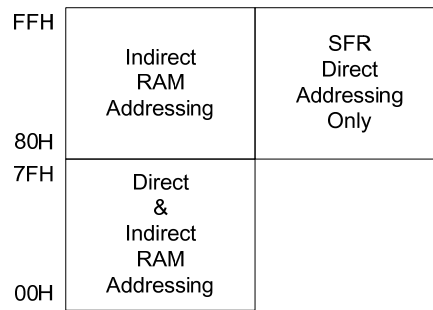 FFH
Indirect
RAM
Addressing
SFR
Direct
Addressing
Only
80H
7FH
Direct
&
Indirect
RAM
Addressing
00H